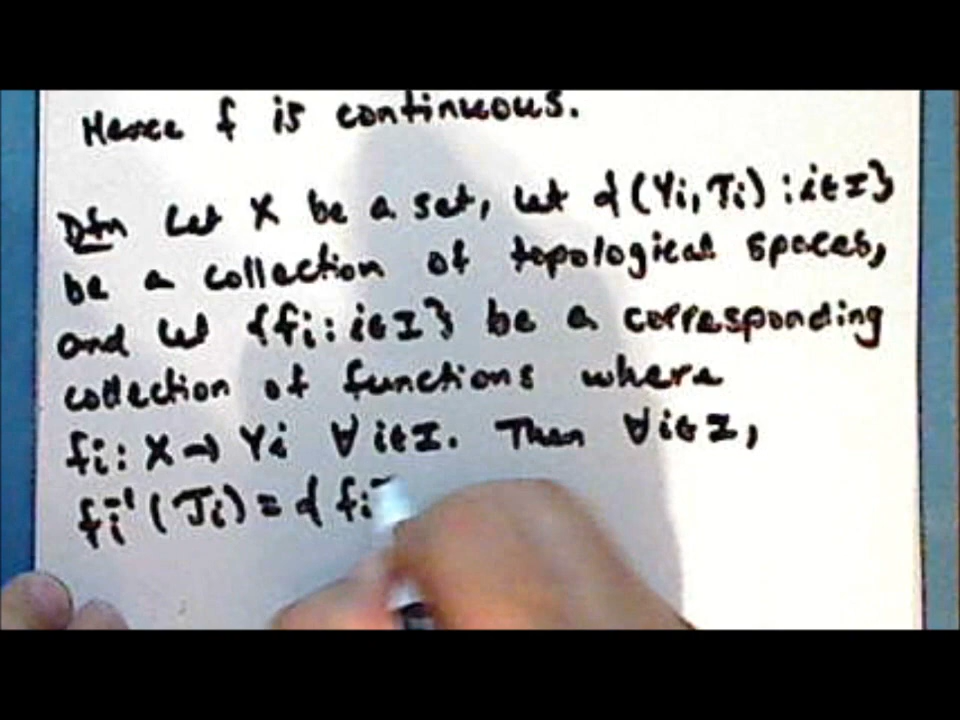 Hence f is continuous.
Dfn Let X be a set, let {(Yi, Ti) : i∈I}
be a collection of topological spaces,
and let {fi : i∈I} be a corresponding
collection of functions where
fi : X → Yi ∀ i∈I. Then ∀ i∈I,
fi⁻¹(Ti) = { fi⁻